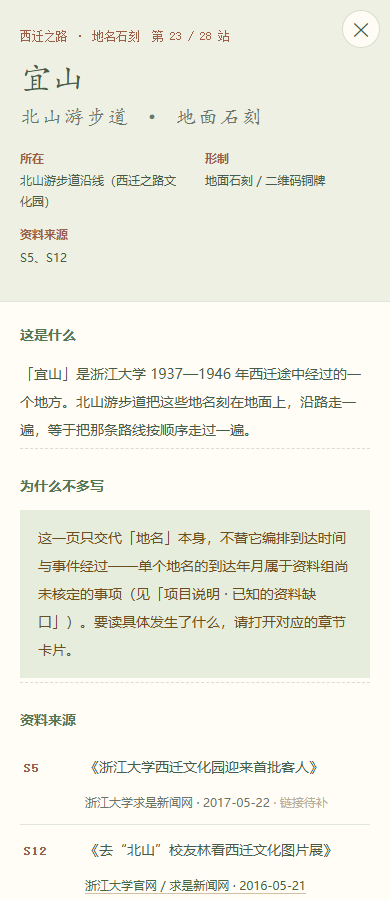 西迁之路 · 地名石刻 第 23 / 28 站
宜山
北山游步道 • 地面石刻
所在
北山游步道沿线（西迁之路文
化园）
形制
地面石刻 / 二维码铜牌
资料来源
S5、S12
这是什么
「宜山」是浙江大学 1937—1946 年西迁途中经过的一
个地方。北山游步道把这些地名刻在地面上，沿路走一
遍，等于把那条路线按顺序走过一遍。
为什么不多写
这一页只交代「地名」本身，不替它编排到达时间
与事件经过——单个地名的到达年月属于资料组尚
未核定的事项（见「项目说明 · 已知的资料缺
口」）。要读具体发生了什么，请打开对应的章节
卡片。
资料来源
S5 《浙江大学西迁文化园迎来首批客人》
浙江大学求是新闻网 · 2017-05-22 · 链接待补
S12 《去“北山”校友林看西迁文化图片展》
浙江大学官网 / 求是新闻网 · 2016-05-21